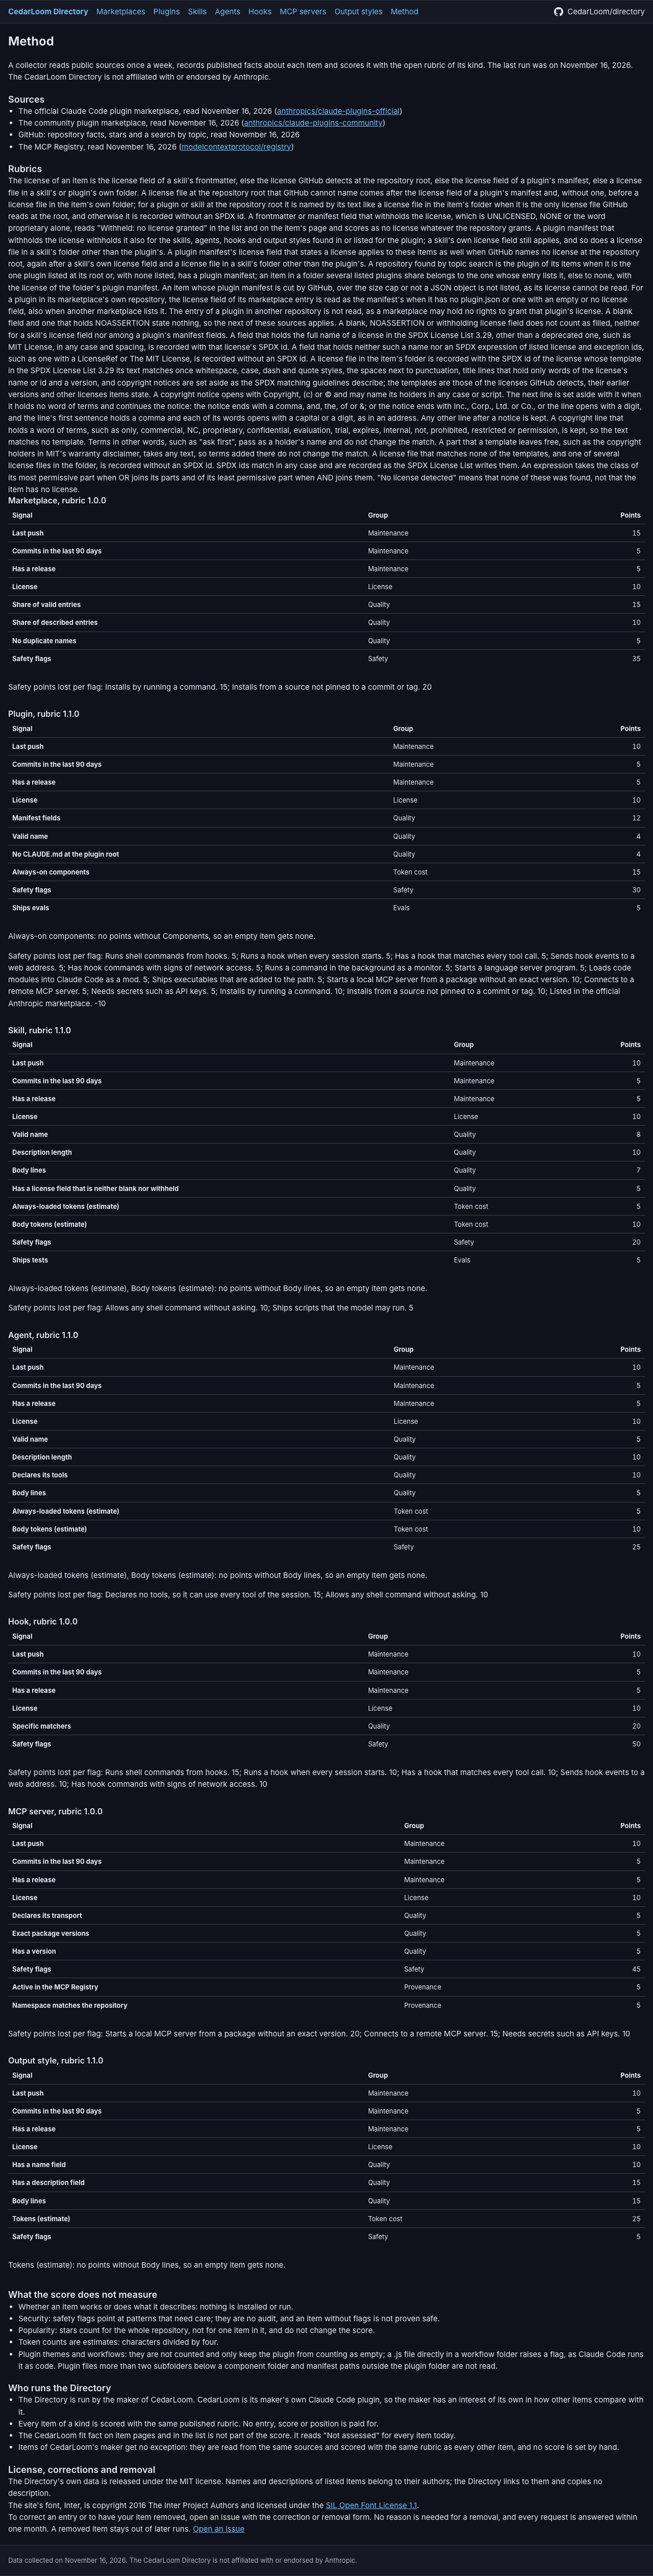 CedarLoom Directory Marketplaces Plugins Skills Agents Hooks MCP servers Output styles Method CedarLoom/directory
Method
A collector reads public sources once a week, records published facts about each item and scores it with the open rubric of its kind. The last run was on November 16, 2026.
The CedarLoom Directory is not affiliated with or endorsed by Anthropic.
Sources
The official Claude Code plugin marketplace, read November 16, 2026 (anthropics/claude-plugins-official)
The community plugin marketplace, read November 16, 2026 (anthropics/claude-plugins-community)
GitHub: repository facts, stars and a search by topic, read November 16, 2026
The MCP Registry, read November 16, 2026 (modelcontextprotocol/registry)
Rubrics
The license of an item is the license field of a skill's frontmatter, else the license GitHub detects at the repository root, else the license field of a plugin's manifest, else a license
file in a skill's or plugin's own folder. A license file at the repository root that GitHub cannot name comes after the license field of a plugin's manifest and, without one, before a
license file in the item's own folder; for a plugin or skill at the repository root it is named by its text like a license file in the item's folder when it is the only license file GitHub
reads at the root, and otherwise it is recorded without an SPDX id. A frontmatter or manifest field that withholds the license, which is UNLICENSED, NONE or the word
proprietary alone, reads "Withheld: no license granted" in the list and on the item's page and scores as no license whatever the repository grants. A plugin manifest that
withholds the license withholds it also for the skills, agents, hooks and output styles found in or listed for the plugin; a skill's own license field still applies, and so does a license
file in a skill's folder other than the plugin's. A plugin manifest's license field that states a license applies to these items as well when GitHub names no license at the repository
root, again after a skill's own license field and a license file in a skill's folder other than the plugin's. A repository found by topic search is the plugin of its items when it is the
one plugin listed at its root or, with none listed, has a plugin manifest; an item in a folder several listed plugins share belongs to the one whose entry lists it, else to none, with
the license of the folder's plugin manifest. An item whose plugin manifest is cut by GitHub, over the size cap or not a JSON object is not listed, as its license cannot be read. For
a plugin in its marketplace's own repository, the license field of its marketplace entry is read as the manifest's when it has no plugin.json or one with an empty or no license
field, also when another marketplace lists it. The entry of a plugin in another repository is not read, as a marketplace may hold no rights to grant that plugin's license. A blank
field and one that holds NOASSERTION state nothing, so the next of these sources applies. A blank, NOASSERTION or withholding license field does not count as filled, neither
for a skill's license field nor among a plugin's manifest fields. A field that holds the full name of a license in the SPDX License List 3.29, other than a deprecated one, such as
MIT License, in any case and spacing, is recorded with that license's SPDX id. A field that holds neither such a name nor an SPDX expression of listed license and exception ids,
such as one with a LicenseRef or The MIT License, is recorded without an SPDX id. A license file in the item's folder is recorded with the SPDX id of the license whose template
in the SPDX License List 3.29 its text matches once whitespace, case, dash and quote styles, the spaces next to punctuation, title lines that hold only words of the license's
name or id and a version, and copyright notices are set aside as the SPDX matching guidelines describe; the templates are those of the licenses GitHub detects, their earlier
versions and other licenses items state. A copyright notice opens with Copyright, (c) or © and may name its holders in any case or script. The next line is set aside with it when
it holds no word of terms and continues the notice: the notice ends with a comma, and, the, of or &; or the notice ends with Inc., Corp., Ltd. or Co., or the line opens with a digit,
and the line's first sentence holds a comma and each of its words opens with a capital or a digit, as in an address. Any other line after a notice is kept. A copyright line that
holds a word of terms, such as only, commercial, NC, proprietary, confidential, evaluation, trial, expires, internal, not, prohibited, restricted or permission, is kept, so the text
matches no template. Terms in other words, such as "ask first", pass as a holder's name and do not change the match. A part that a template leaves free, such as the copyright
holders in MIT's warranty disclaimer, takes any text, so terms added there do not change the match. A license file that matches none of the templates, and one of several
license files in the folder, is recorded without an SPDX id. SPDX ids match in any case and are recorded as the SPDX License List writes them. An expression takes the class of
its most permissive part when OR joins its parts and of its least permissive part when AND joins them. "No license detected" means that none of these was found, not that the
item has no license.
Marketplace, rubric 1.0.0
Signal Group Points
Last push Maintenance 15
Commits in the last 90 days Maintenance 5
Has a release Maintenance 5
License License 10
Share of valid entries Quality 15
Share of described entries Quality 10
No duplicate names Quality 5
Safety flags Safety 35
Safety points lost per flag: Installs by running a command. 15; Installs from a source not pinned to a commit or tag. 20
Plugin, rubric 1.1.0
Signal Group Points
Last push Maintenance 10
Commits in the last 90 days Maintenance 5
Has a release Maintenance 5
License License 10
Manifest fields Quality 12
Valid name Quality 4
No CLAUDE.md at the plugin root Quality 4
Always-on components Token cost 15
Safety flags Safety 30
Ships evals Evals 5
Always-on components: no points without Components, so an empty item gets none.
Safety points lost per flag: Runs shell commands from hooks. 5; Runs a hook when every session starts. 5; Has a hook that matches every tool call. 5; Sends hook events to a
web address. 5; Has hook commands with signs of network access. 5; Runs a command in the background as a monitor. 5; Starts a language server program. 5; Loads code
modules into Claude Code as a mod. 5; Ships executables that are added to the path. 5; Starts a local MCP server from a package without an exact version. 10; Connects to a
remote MCP server. 5; Needs secrets such as API keys. 5; Installs by running a command. 10; Installs from a source not pinned to a commit or tag. 10; Listed in the official
Anthropic marketplace. -10
Skill, rubric 1.1.0
Signal Group Points
Last push Maintenance 10
Commits in the last 90 days Maintenance 5
Has a release Maintenance 5
License License 10
Valid name Quality 8
Description length Quality 10
Body lines Quality 7
Has a license field that is neither blank nor withheld Quality 5
Always-loaded tokens (estimate) Token cost 5
Body tokens (estimate) Token cost 10
Safety flags Safety 20
Ships tests Evals 5
Always-loaded tokens (estimate), Body tokens (estimate): no points without Body lines, so an empty item gets none.
Safety points lost per flag: Allows any shell command without asking. 10; Ships scripts that the model may run. 5
Agent, rubric 1.1.0
Signal Group Points
Last push Maintenance 10
Commits in the last 90 days Maintenance 5
Has a release Maintenance 5
License License 10
Valid name Quality 5
Description length Quality 10
Declares its tools Quality 10
Body lines Quality 5
Always-loaded tokens (estimate) Token cost 5
Body tokens (estimate) Token cost 10
Safety flags Safety 25
Always-loaded tokens (estimate), Body tokens (estimate): no points without Body lines, so an empty item gets none.
Safety points lost per flag: Declares no tools, so it can use every tool of the session. 15; Allows any shell command without asking. 10
Hook, rubric 1.0.0
Signal Group Points
Last push Maintenance 10
Commits in the last 90 days Maintenance 5
Has a release Maintenance 5
License License 10
Specific matchers Quality 20
Safety flags Safety 50
Safety points lost per flag: Runs shell commands from hooks. 15; Runs a hook when every session starts. 10; Has a hook that matches every tool call. 10; Sends hook events to a
web address. 10; Has hook commands with signs of network access. 10
MCP server, rubric 1.0.0
Signal Group Points
Last push Maintenance 10
Commits in the last 90 days Maintenance 5
Has a release Maintenance 5
License License 10
Declares its transport Quality 5
Exact package versions Quality 5
Has a version Quality 5
Safety flags Safety 45
Active in the MCP Registry Provenance 5
Namespace matches the repository Provenance 5
Safety points lost per flag: Starts a local MCP server from a package without an exact version. 20; Connects to a remote MCP server. 15; Needs secrets such as API keys. 10
Output style, rubric 1.1.0
Signal Group Points
Last push Maintenance 10
Commits in the last 90 days Maintenance 5
Has a release Maintenance 5
License License 10
Has a name field Quality 10
Has a description field Quality 15
Body lines Quality 15
Tokens (estimate) Token cost 25
Safety flags Safety 5
Tokens (estimate): no points without Body lines, so an empty item gets none.
What the score does not measure
Whether an item works or does what it describes: nothing is installed or run.
Security: safety flags point at patterns that need care; they are no audit, and an item without flags is not proven safe.
Popularity: stars count for the whole repository, not for one item in it, and do not change the score.
Token counts are estimates: characters divided by four.
Plugin themes and workflows: they are not counted and only keep the plugin from counting as empty; a .js file directly in a workflow folder raises a flag, as Claude Code runs
it as code. Plugin files more than two subfolders below a component folder and manifest paths outside the plugin folder are not read.
Who runs the Directory
The Directory is run by the maker of CedarLoom. CedarLoom is its maker's own Claude Code plugin, so the maker has an interest of its own in how other items compare with
it.
Every item of a kind is scored with the same published rubric. No entry, score or position is paid for.
The CedarLoom fit fact on item pages and in the list is not part of the score. It reads "Not assessed" for every item today.
Items of CedarLoom's maker get no exception: they are read from the same sources and scored with the same rubric as every other item, and no score is set by hand.
License, corrections and removal
The Directory's own data is released under the MIT license. Names and descriptions of listed items belong to their authors; the Directory links to them and copies no
description.
The site's font, Inter, is copyright 2016 The Inter Project Authors and licensed under the SIL Open Font License 1.1.
To correct an entry or to have your item removed, open an issue with the correction or removal form. No reason is needed for a removal, and every request is answered within
one month. A removed item stays out of later runs. Open an issue
Data collected on November 16, 2026. The CedarLoom Directory is not affiliated with or endorsed by Anthropic.